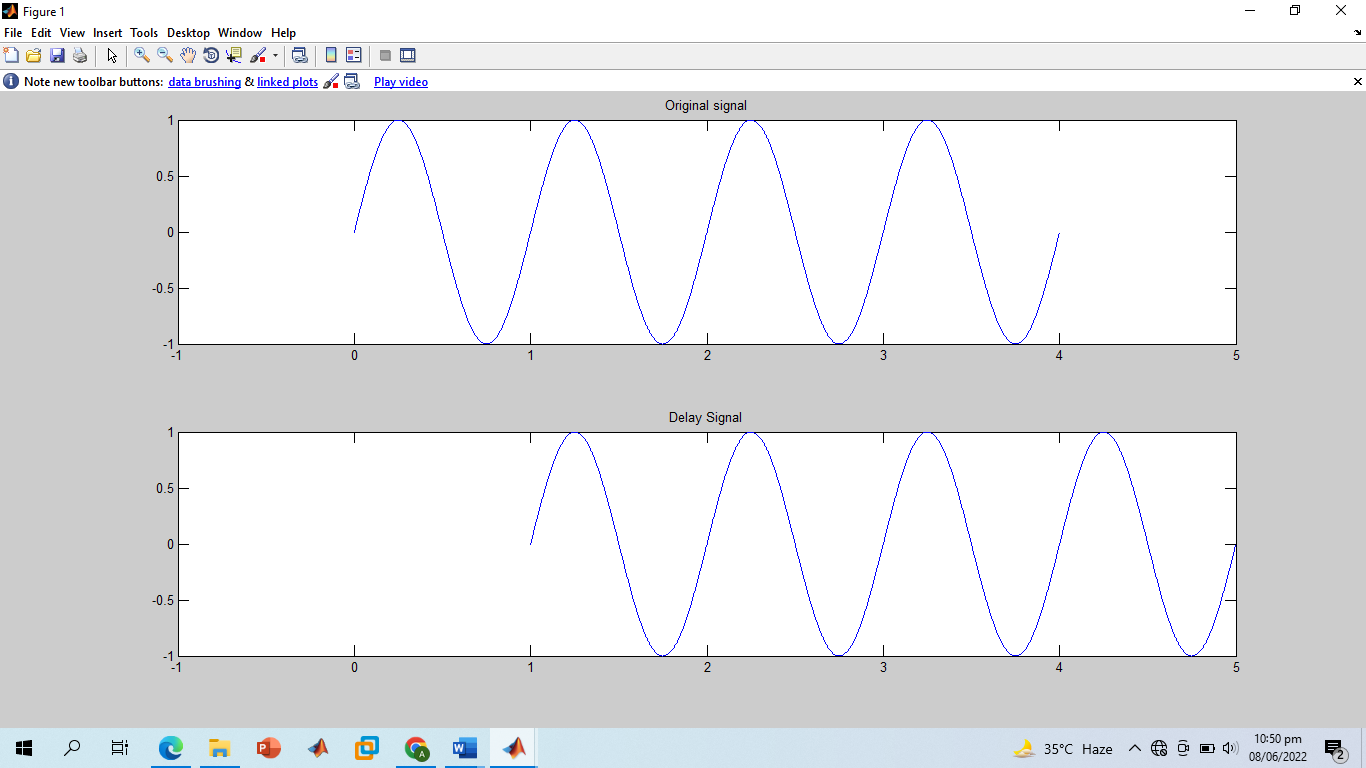 Figure 1
File Edit View Insert Tools Desktop Window Help
Note new toolbar buttons: data brushing & linked plots Play video
Original signal
1
0.5
0
-0.5
-1
-1 0 1 2 3 4 5
Delay Signal
1
0.5
0
-0.5
-1
-1 0 1 2 3 4 5
35°C Haze
10:50 pm
08/06/2022
2